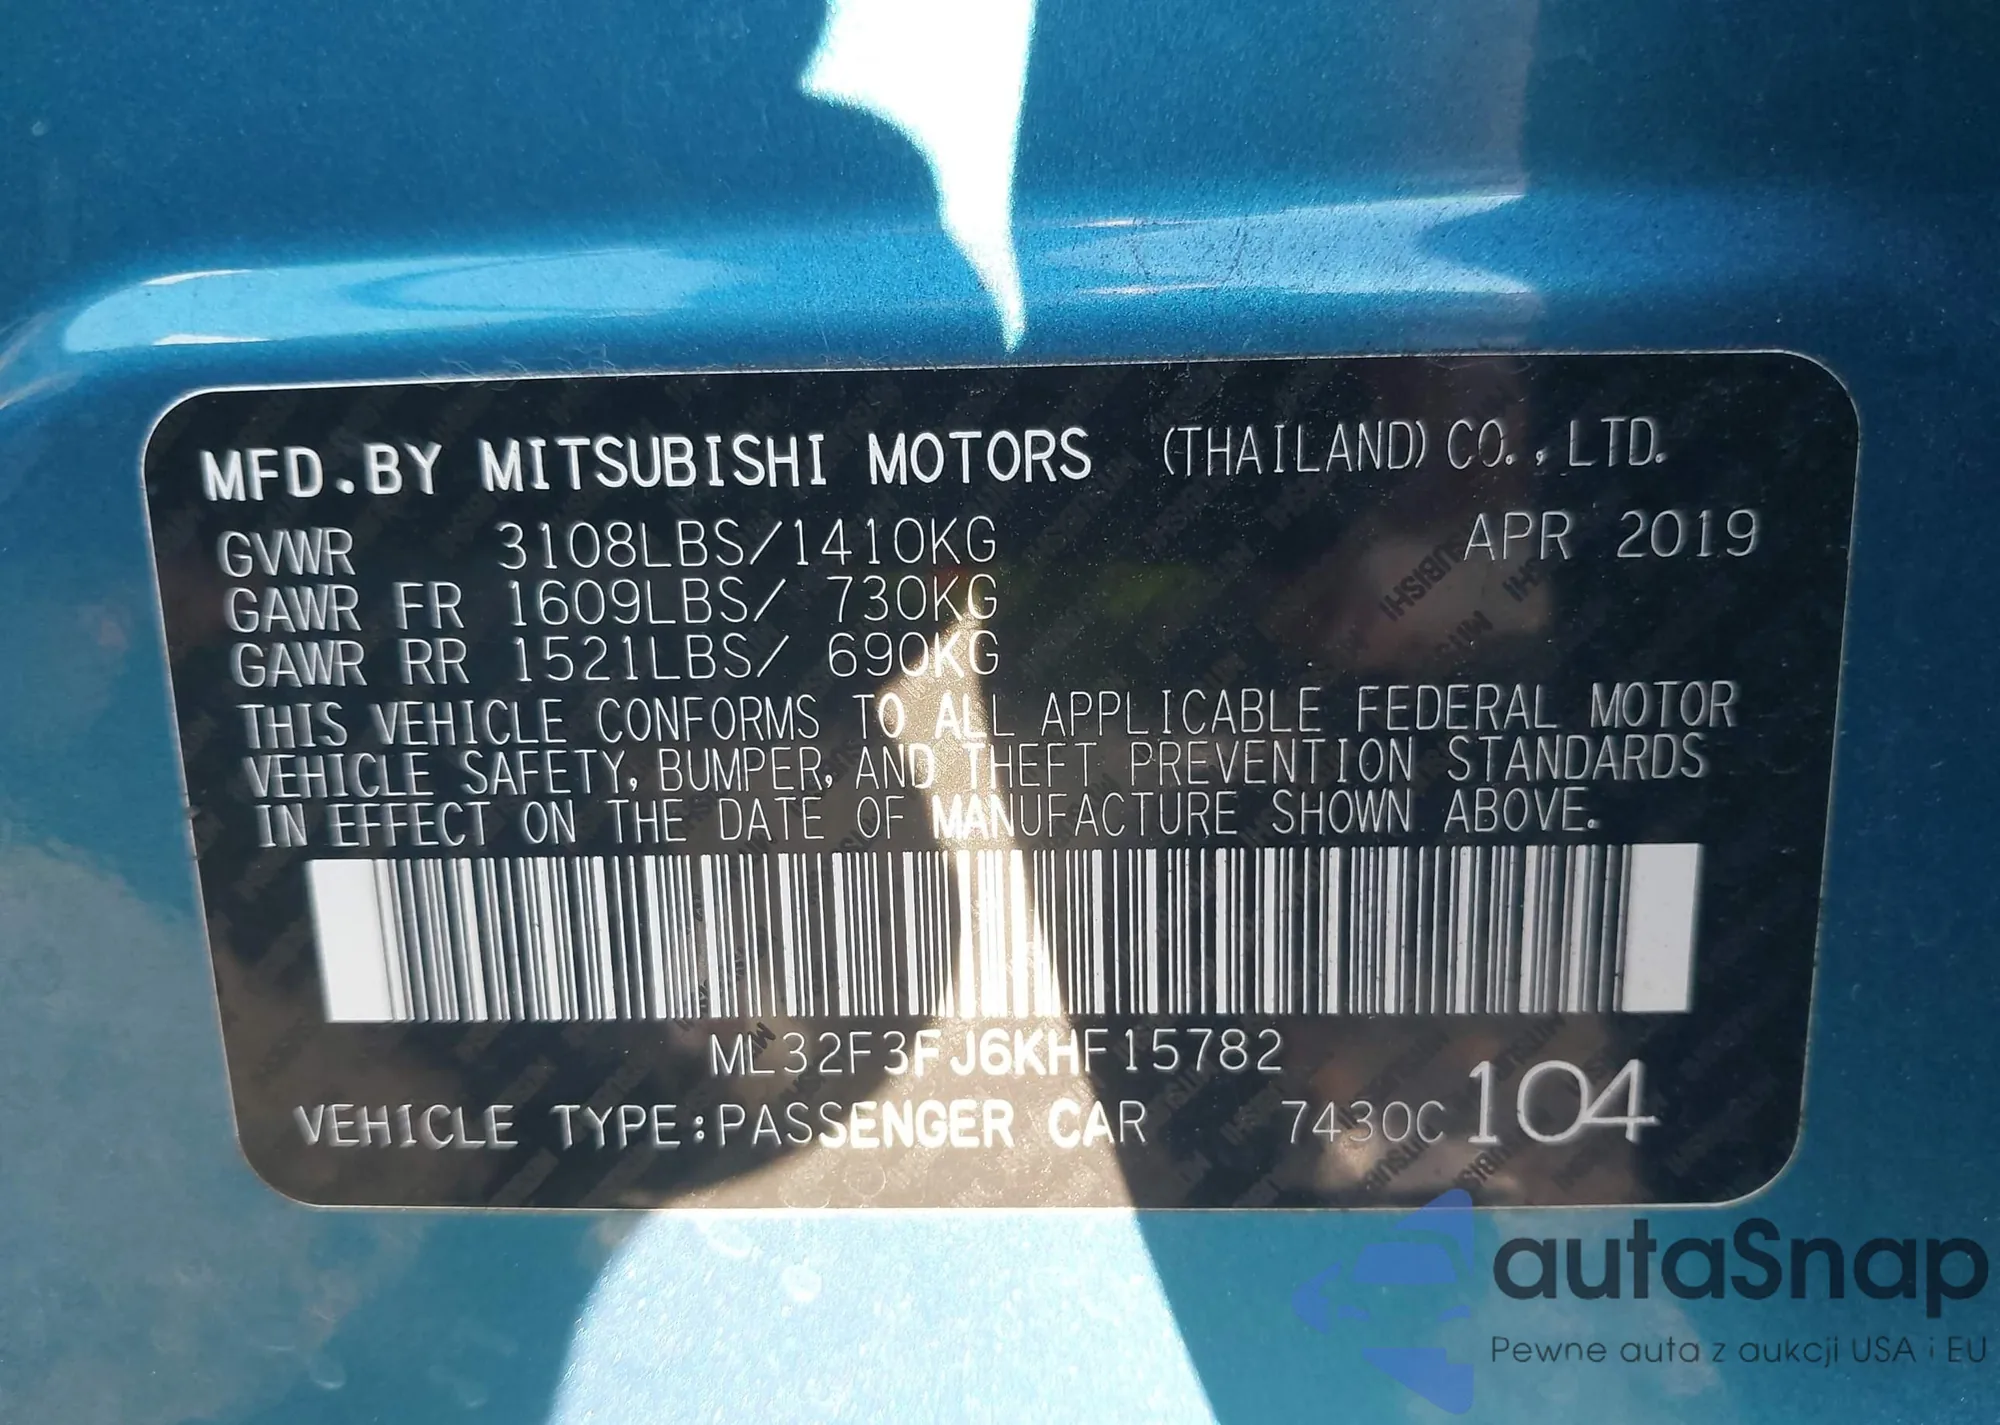 MFD.BY MITSUBISHI MOTORS (THAILAND) CO., LTD.
GVWR 3108LBS/1410KG APR 2019
GAWR FR 1609LBS/ 730KG
GAWR RR 1521LBS/ 690KG
THIS VEHICLE CONFORMS TO ALL APPLICABLE FEDERAL MOTOR
VEHICLE SAFETY, BUMPER, AND THEFT PREVENTION STANDARDS
IN EFFECT ON THE DATE OF MANUFACTURE SHOWN ABOVE.
ML32F3FJ6KHF15782
VEHICLE TYPE:PASSENGER CAR 7430C 104
autaSnap
Pewne auta z aukcji USA i EU